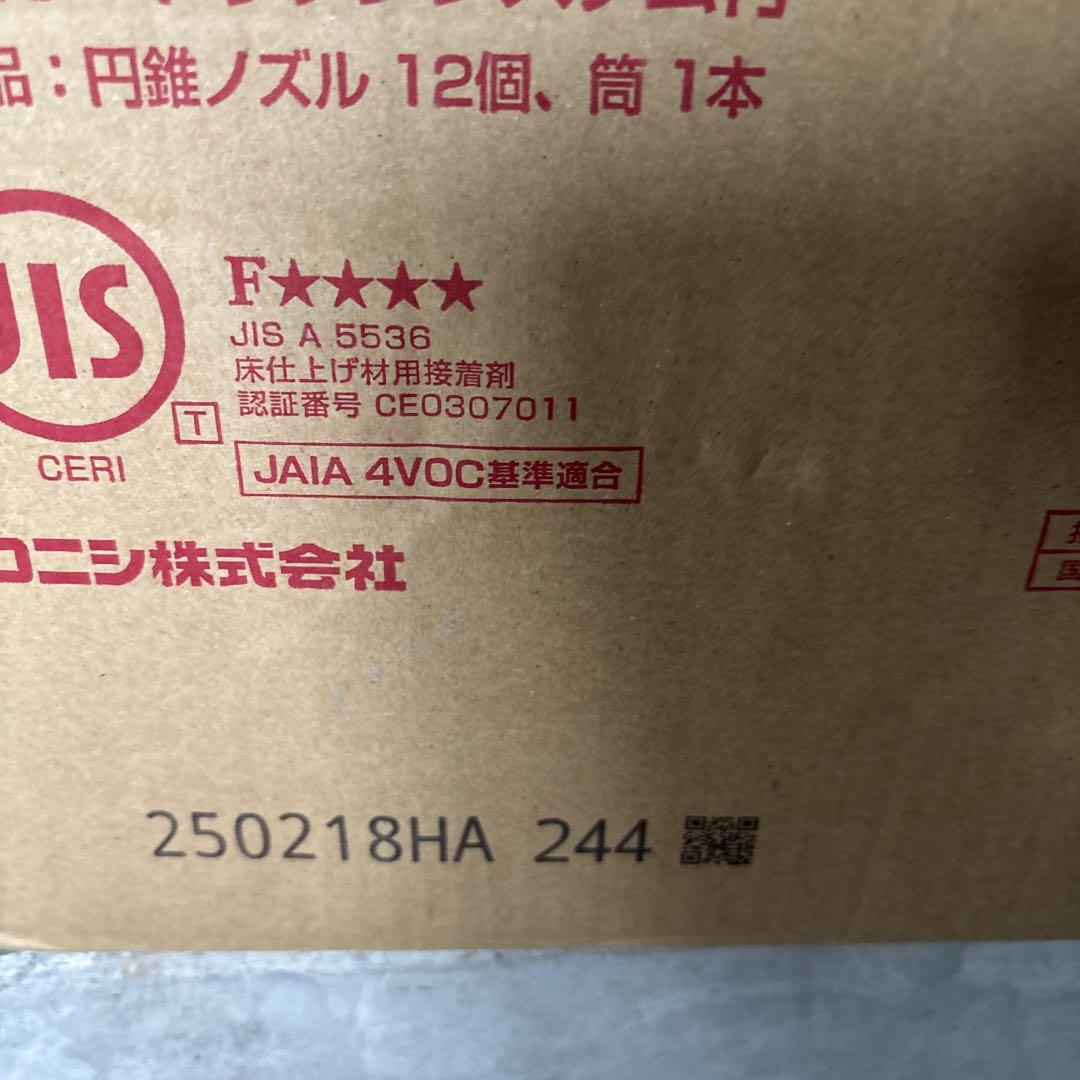 品：円錐ノズル 12個、筒 1本
JIS
F★★★★
JIS A 5536
床仕上げ材用接着剤
認証番号 CE0307011
T
CERI
JAIA 4VOC基準適合
コニシ株式会社
国
250218HA 244